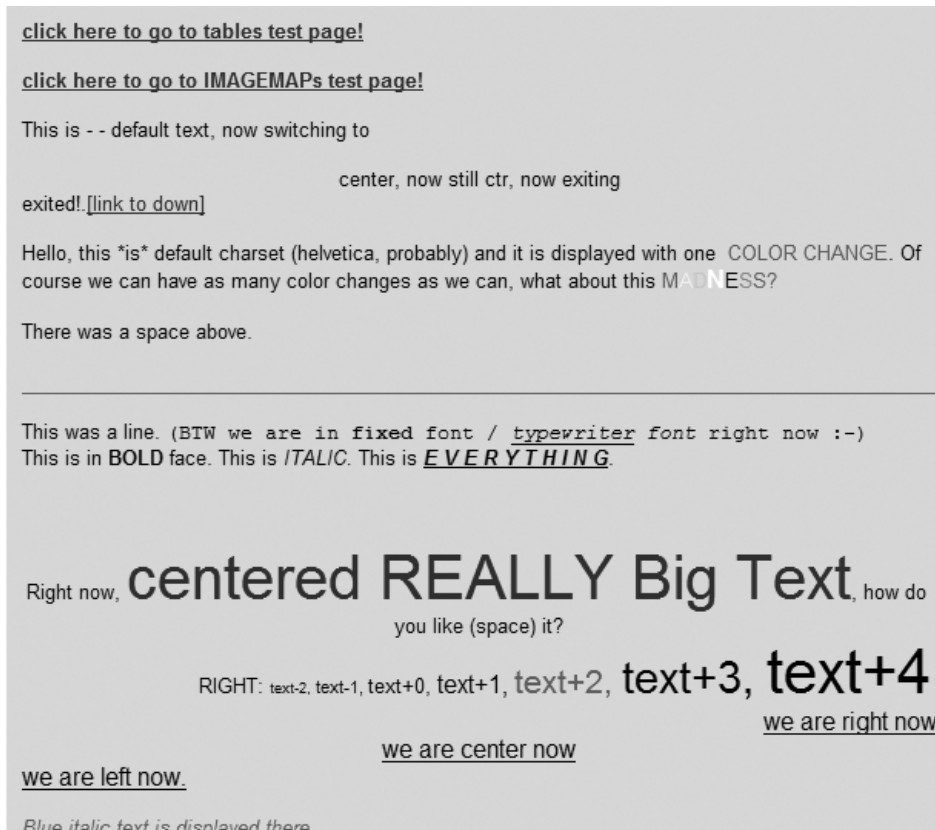 click here to go to tables test page!
click here to go to IMAGEMAPs test page!
This is - - default text, now switching to
center, now still ctr, now exiting
exited!.[link to down]
Hello, this *is* default charset (helvetica, probably) and it is displayed with one COLOR CHANGE. Of
course we can have as many color changes as we can, what about this MADNESS?
There was a space above.
This was a line. (BTW we are in fixed font / typewriter font right now :-)
This is in BOLD face. This is ITALIC. This is E V E R Y T H I N G.
Right now, centered REALLY Big Text, how do
you like (space) it?
RIGHT: text-2, text-1, text+0, text+1, text+2, text+3, text+4
we are right now
we are center now
we are left now.
Blue italic text is displayed there